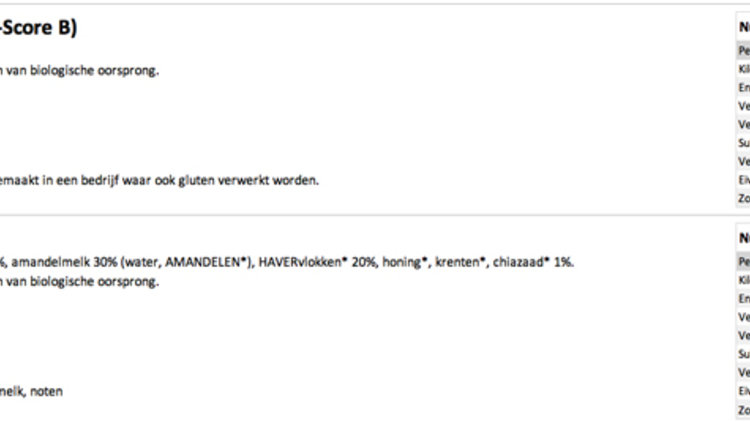 -Score B)
n van biologische oorsprong.
emaakt in een bedrijf waar ook gluten verwerkt worden.
N
Pe
Kil
En
Ve
Ve
Su
Ve
Eiv
Zo
%, amandelmelk 30% (water, AMANDELEN*), HAVERvlokken* 20%, honing*, krenten*, chiazaad* 1%.
n van biologische oorsprong.
melk, noten
N
Pe
Kil
En
Ve
Ve
Su
Ve
Eiv
Zo